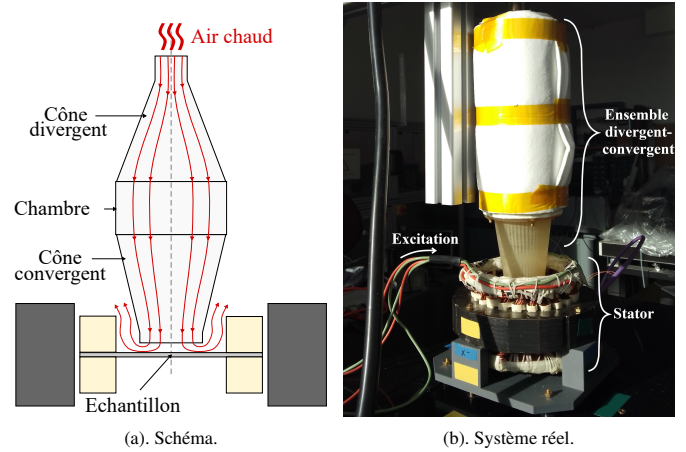 Air chaud
Cône
divergent
Chambre
Cône
convergent
Echantillon
(a). Schéma.
Ensemble
divergent-
convergent
Excitation
Stator
X-
(b). Système réel.